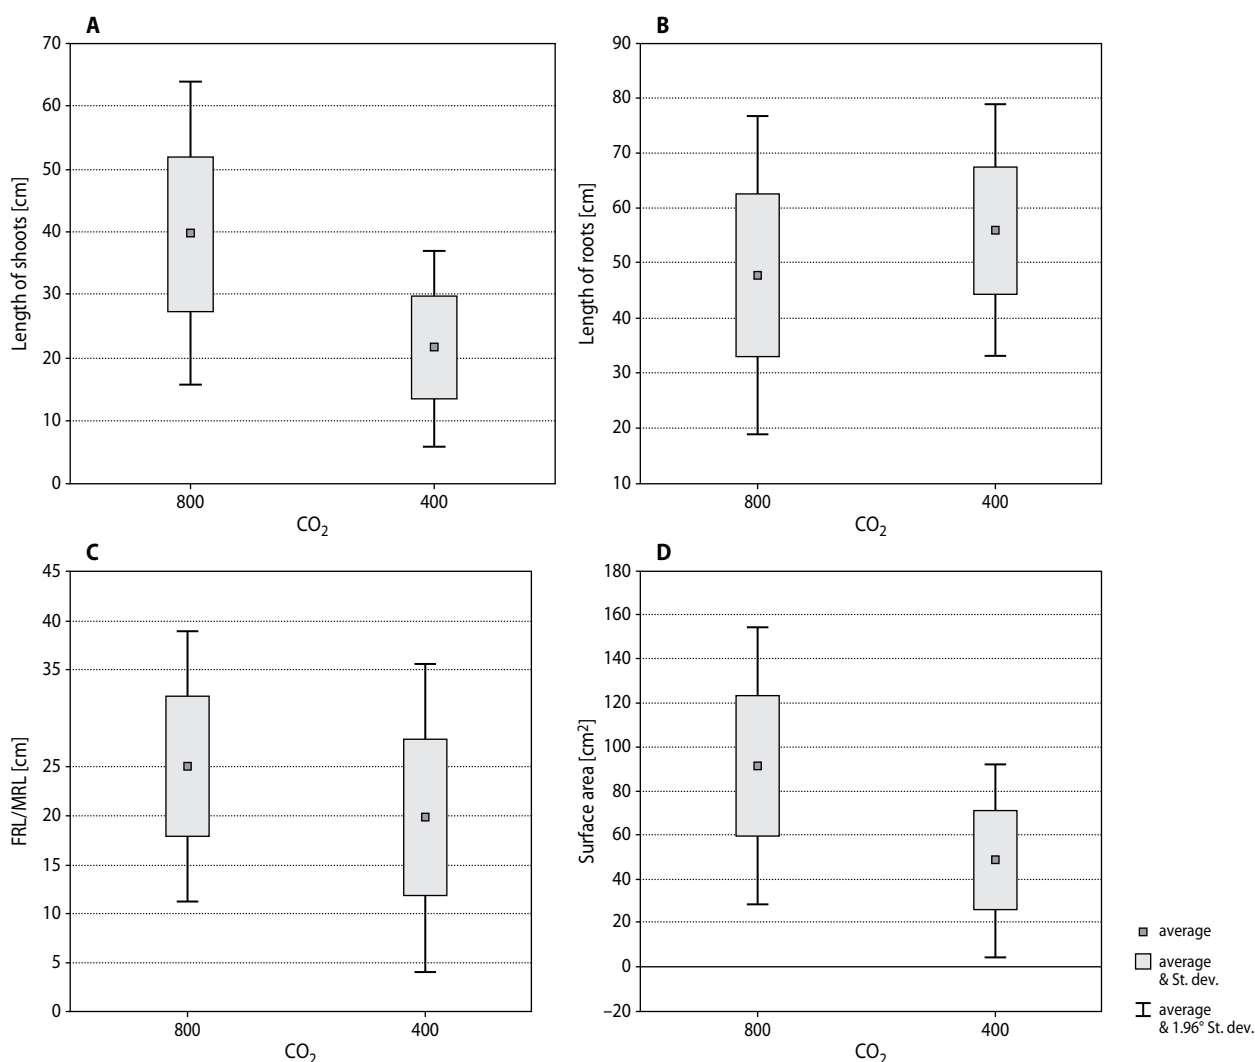 A
70
60
50
40
30
20
10
0
Length of shoots [cm]
800
400
CO2
B
90
80
70
60
50
40
30
20
10
Length of roots [cm]
800
400
CO2
C
45
40
35
25
20
15
10
5
0
FRL/MRL [cm]
800
400
CO2
D
180
160
140
120
100
80
60
40
20
0
–20
Surface area [cm2]
800
400
CO2
average
average
& St. dev.
average
& 1.96° St. dev.